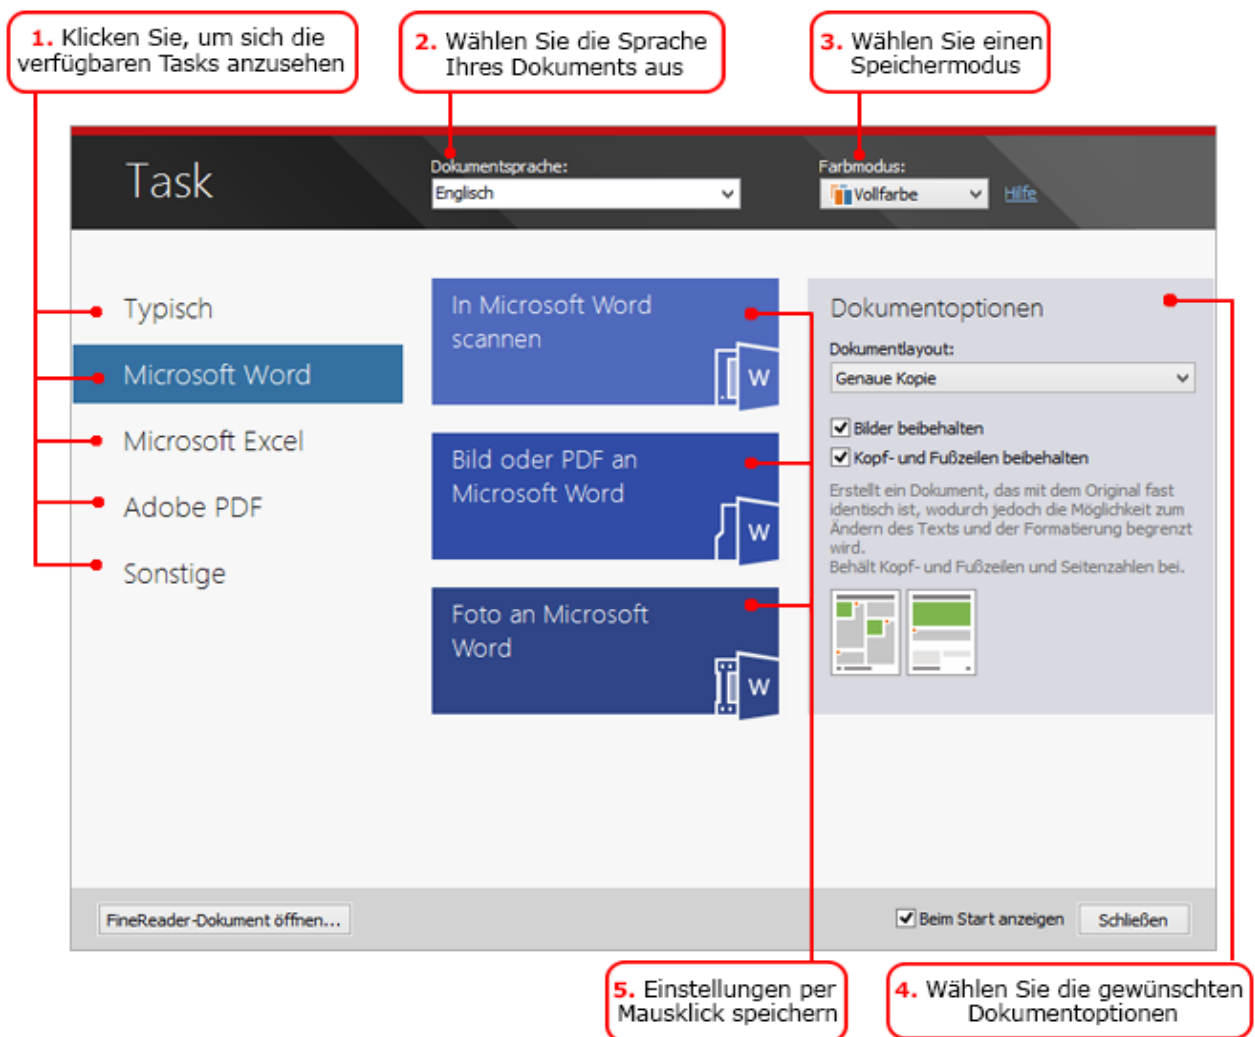 1. Klicken Sie, um sich die
verfügbaren Tasks anzusehen
2. Wählen Sie die Sprache
Ihres Dokuments aus
3. Wählen Sie einen
Speichermodus
Task
Dokumentsprache:
Englisch
Farbmodus:
Vollfarbe
Hilfe
Typisch
Microsoft Word
Microsoft Excel
Adobe PDF
Sonstige
In Microsoft Word
scannen
W
Bild oder PDF an
Microsoft Word
W
Foto an Microsoft
Word
W
Dokumentoptionen
Dokumentlayout:
Genaue Kopie
Bilder beibehalten
Kopf- und Fußzeilen beibehalten
Erstellt ein Dokument, das mit dem Original fast
identisch ist, wodurch jedoch die Möglichkeit zum
Ändern des Texts und der Formatierung begrenzt
wird.
Behält Kopf- und Fußzeilen und Seitenzahlen bei.
FineReader-Dokument öffnen...
Beim Start anzeigen
Schließen
5. Einstellungen per
Mausklick speichern
4. Wählen Sie die gewünschten
Dokumentoptionen